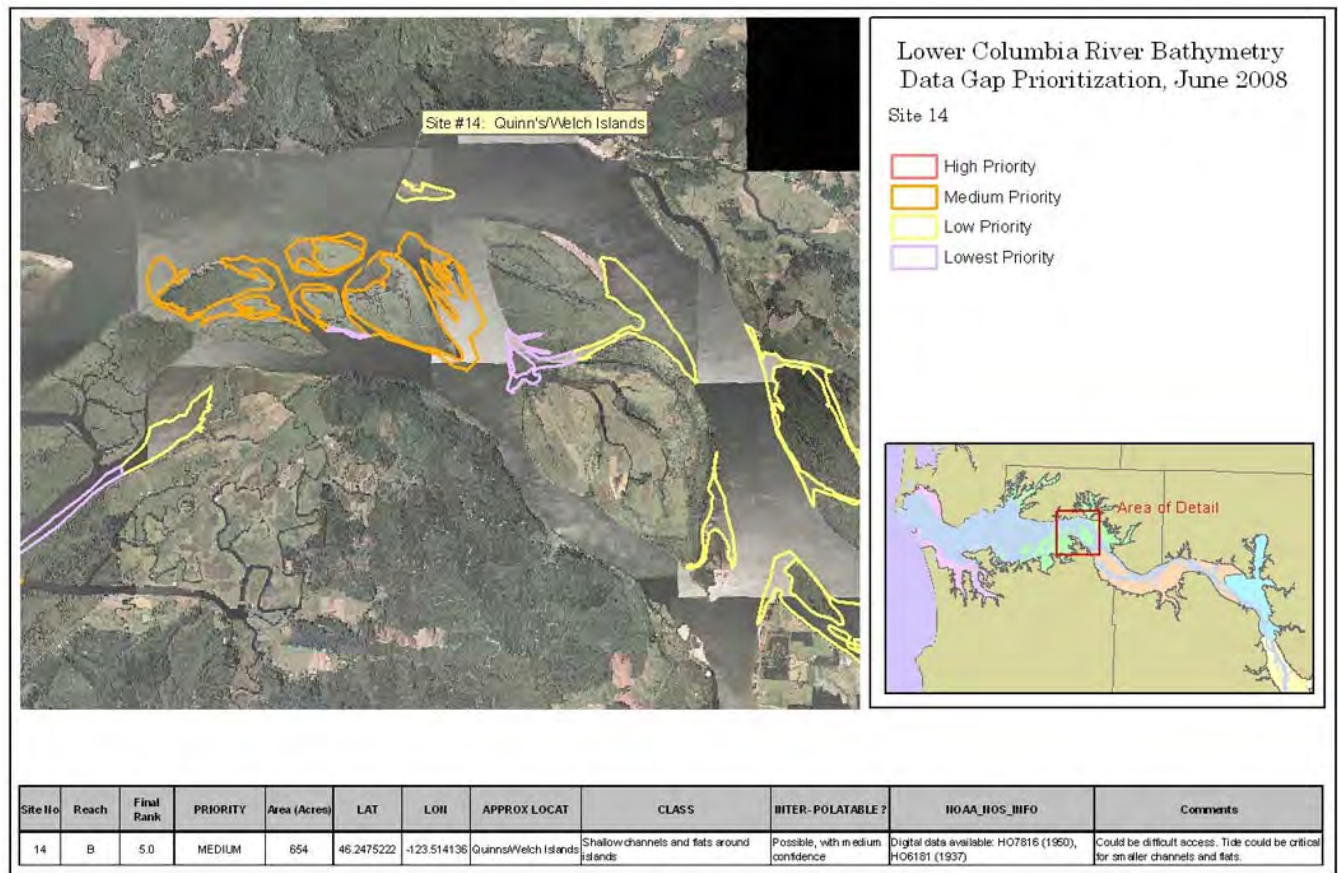 Site #14: Quinn's/Welch Islands
Lower Columbia River Bathymetry
Data Gap Prioritization, June 2008
Site 14
High Priority
Medium Priority
Low Priority
Lowest Priority
Area of Detail
Site No Reach Final Rank PRIORITY Area (Acres) LAT LON APPROX LOCAT CLASS INTER-POLATABLE ? NOAA_NOS_INFO Comments
14 B 5.0 MEDIUM 654 46.2475222 -123.514136 Quinns/Welch Islands Shallow channels and flats around islands Possible, with medium confidence Digital data available: HO7816 (1950), HO6181 (1937) Could be difficult access. Tide could be critical for smaller channels and flats.